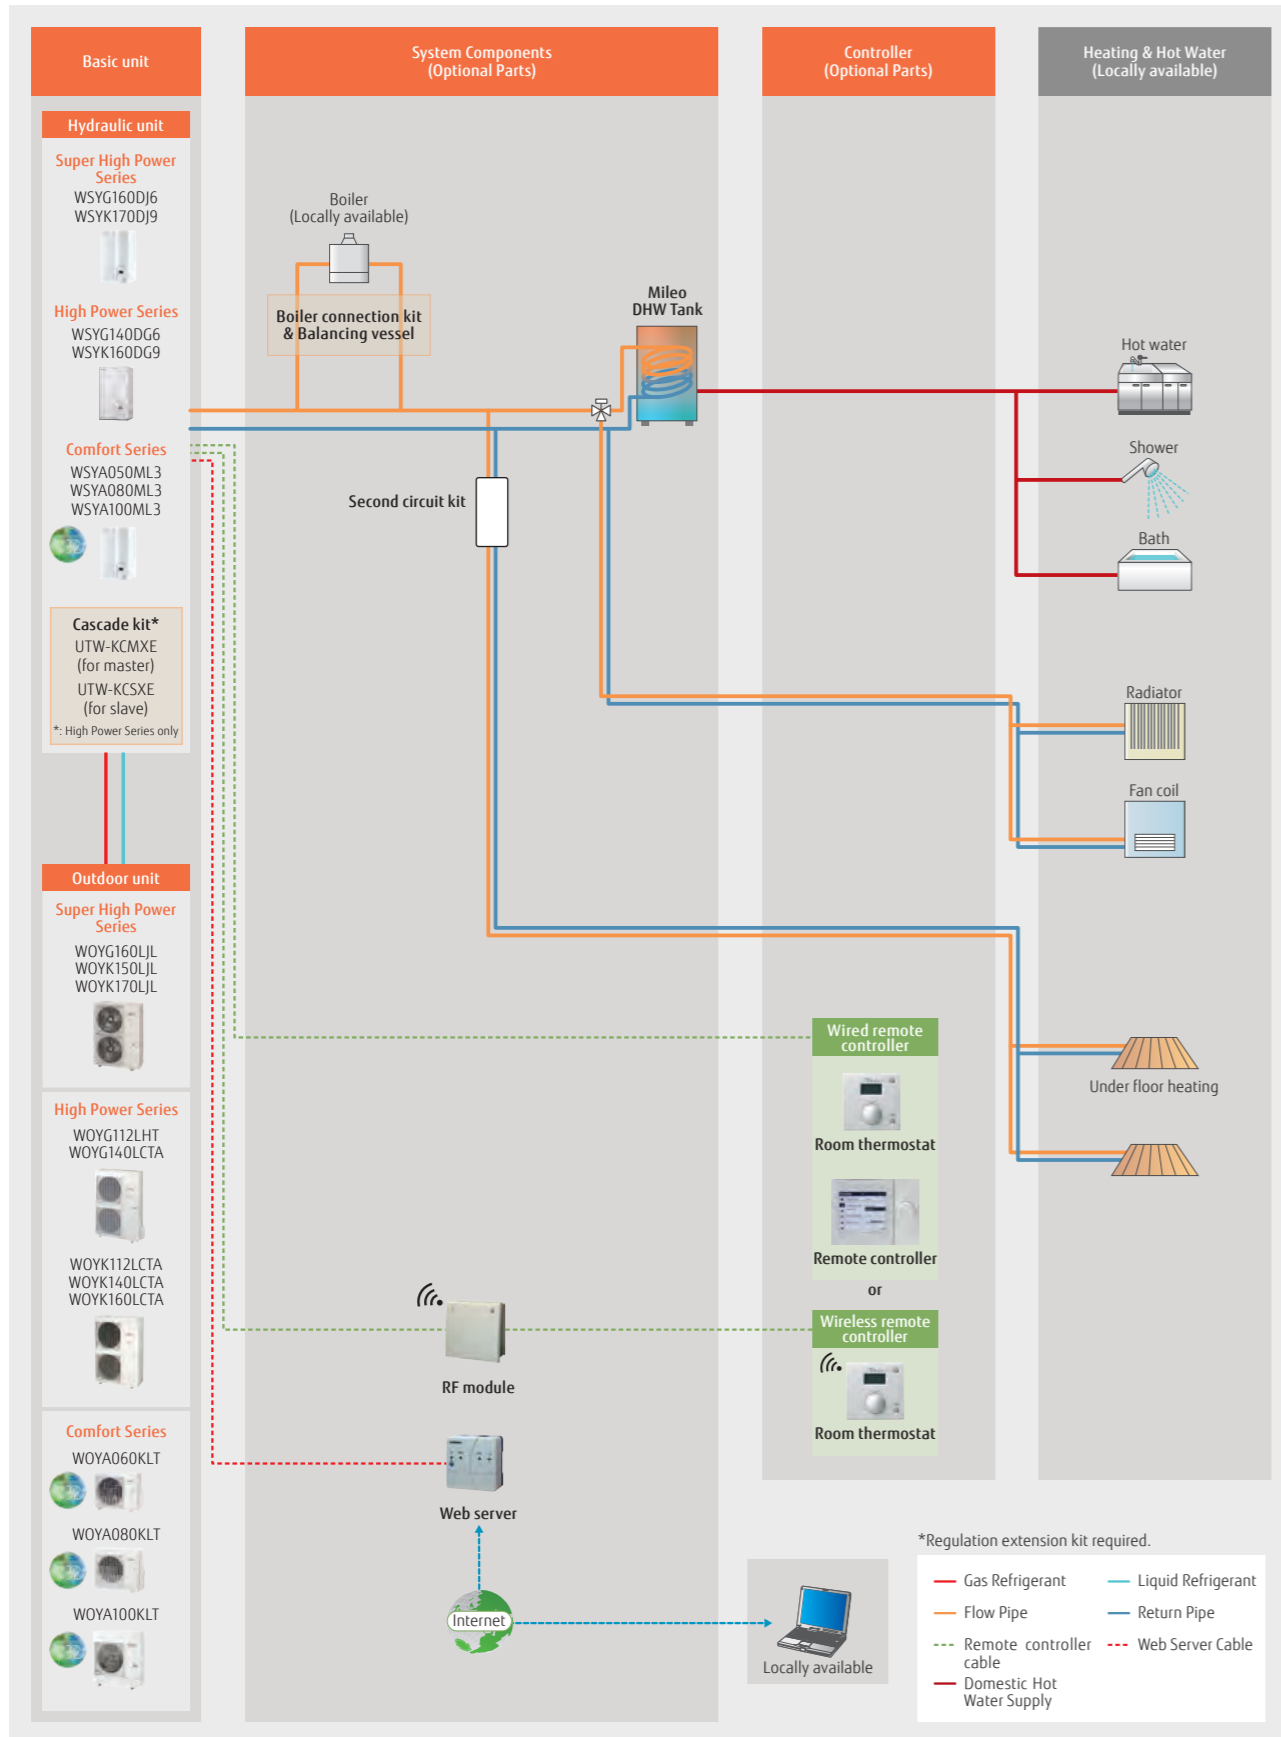 Basic unit
System Components
(Optional Parts)
Controller
(Optional Parts)
Heating & Hot Water
(Locally available)
Hydraulic unit
Super High Power
Series
WSYG160DJ6
WSYK170DJ9
High Power Series
WSYG140DG6
WSYK160DG9
Comfort Series
WSYA050ML3
WSYA080ML3
WSYA100ML3
Cascade kit*
UTW-KCMXE
(for master)
UTW-KCSXE
(for slave)
*: High Power Series only
Outdoor unit
Super High Power
Series
WOYG160LJL
WOYK150LJL
WOYK170LJL
High Power Series
WOYG112LHT
WOYG140LCTA
WOYK112LCTA
WOYK140LCTA
WOYK160LCTA
Comfort Series
WOYA060KLT
WOYA080KLT
WOYA100KLT
Boiler
(Locally available)
Boiler connection kit
& Balancing vessel
Mileo
DHW Tank
Second circuit kit
RF module
Web server
Internet
Wired remote
controller
Room thermostat
Remote controller
or
Wireless remote
controller
Room thermostat
Locally available
Hot water
Shower
Bath
Radiator
Fan coil
Under floor heating
*Regulation extension kit required.
Gas Refrigerant
Liquid Refrigerant
Flow Pipe
Return Pipe
Remote controller
cable
Web Server Cable
Domestic Hot
Water Supply